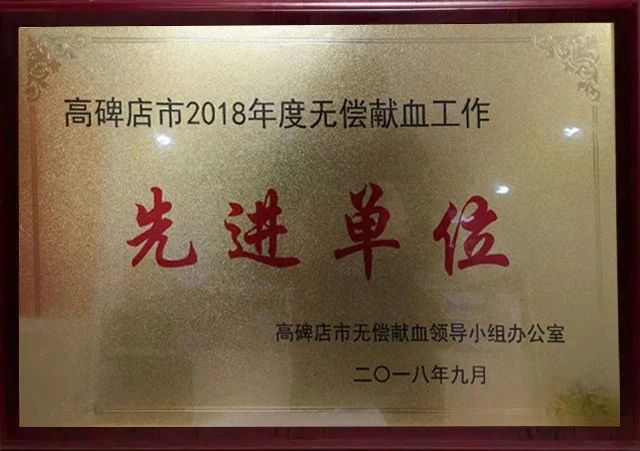 高碑店市2018年度无偿献血工作
先进单位
高碑店市无偿献血领导小组办公室
二〇一八年九月